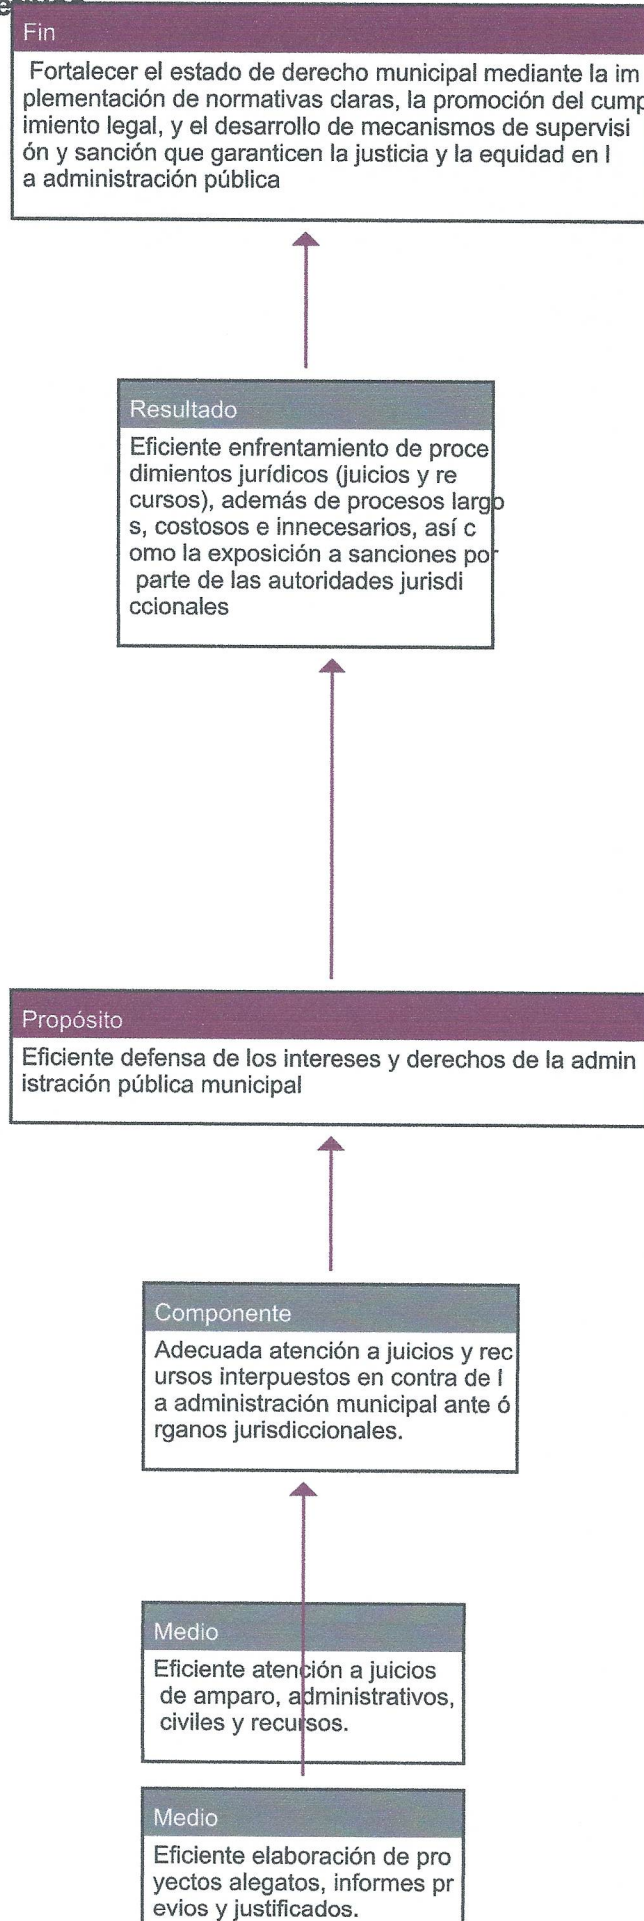 Fin
Fortalecer el estado de derecho municipal mediante la im
plementación de normativas claras, la promoción del cump
imiento legal, y el desarrollo de mecanismos de supervisi
ón y sanción que garanticen la justicia y la equidad en l
a administración pública
Resultado
Eficiente enfrentamiento de proce
dimientos jurídicos (juicios y re
cursos), además de procesos largo
s, costosos e innecesarios, así c
omo la exposición a sanciones por
parte de las autoridades jurisdi
ccionales
Propósito
Eficiente defensa de los intereses y derechos de la admin
istración pública municipal
Componente
Adecuada atención a juicios y rec
ursos interpuestos en contra de l
a administración municipal ante ó
rganos jurisdiccionales.
Medio
Eficiente atención a juicios
de amparo, administrativos,
civiles y recursos.
Medio
Eficiente elaboración de pro
yectos alegatos, informes pr
evios y justificados.